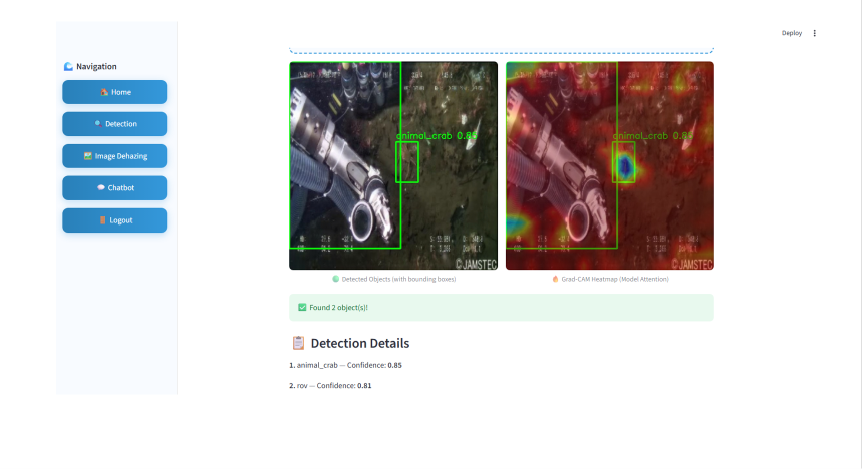 Deploy
Navigation
Home
Detection
Image Dehazing
Chatbot
Logout
animal_crab 0.85
animal_crab 0.85
©JAMSTEC
©JAMSTEC
Detected Objects (with bounding boxes)
Grad-CAM Heatmap (Model Attention)
Found 2 object(s)!
Detection Details
1. animal_crab — Confidence: 0.85
2. rov — Confidence: 0.81